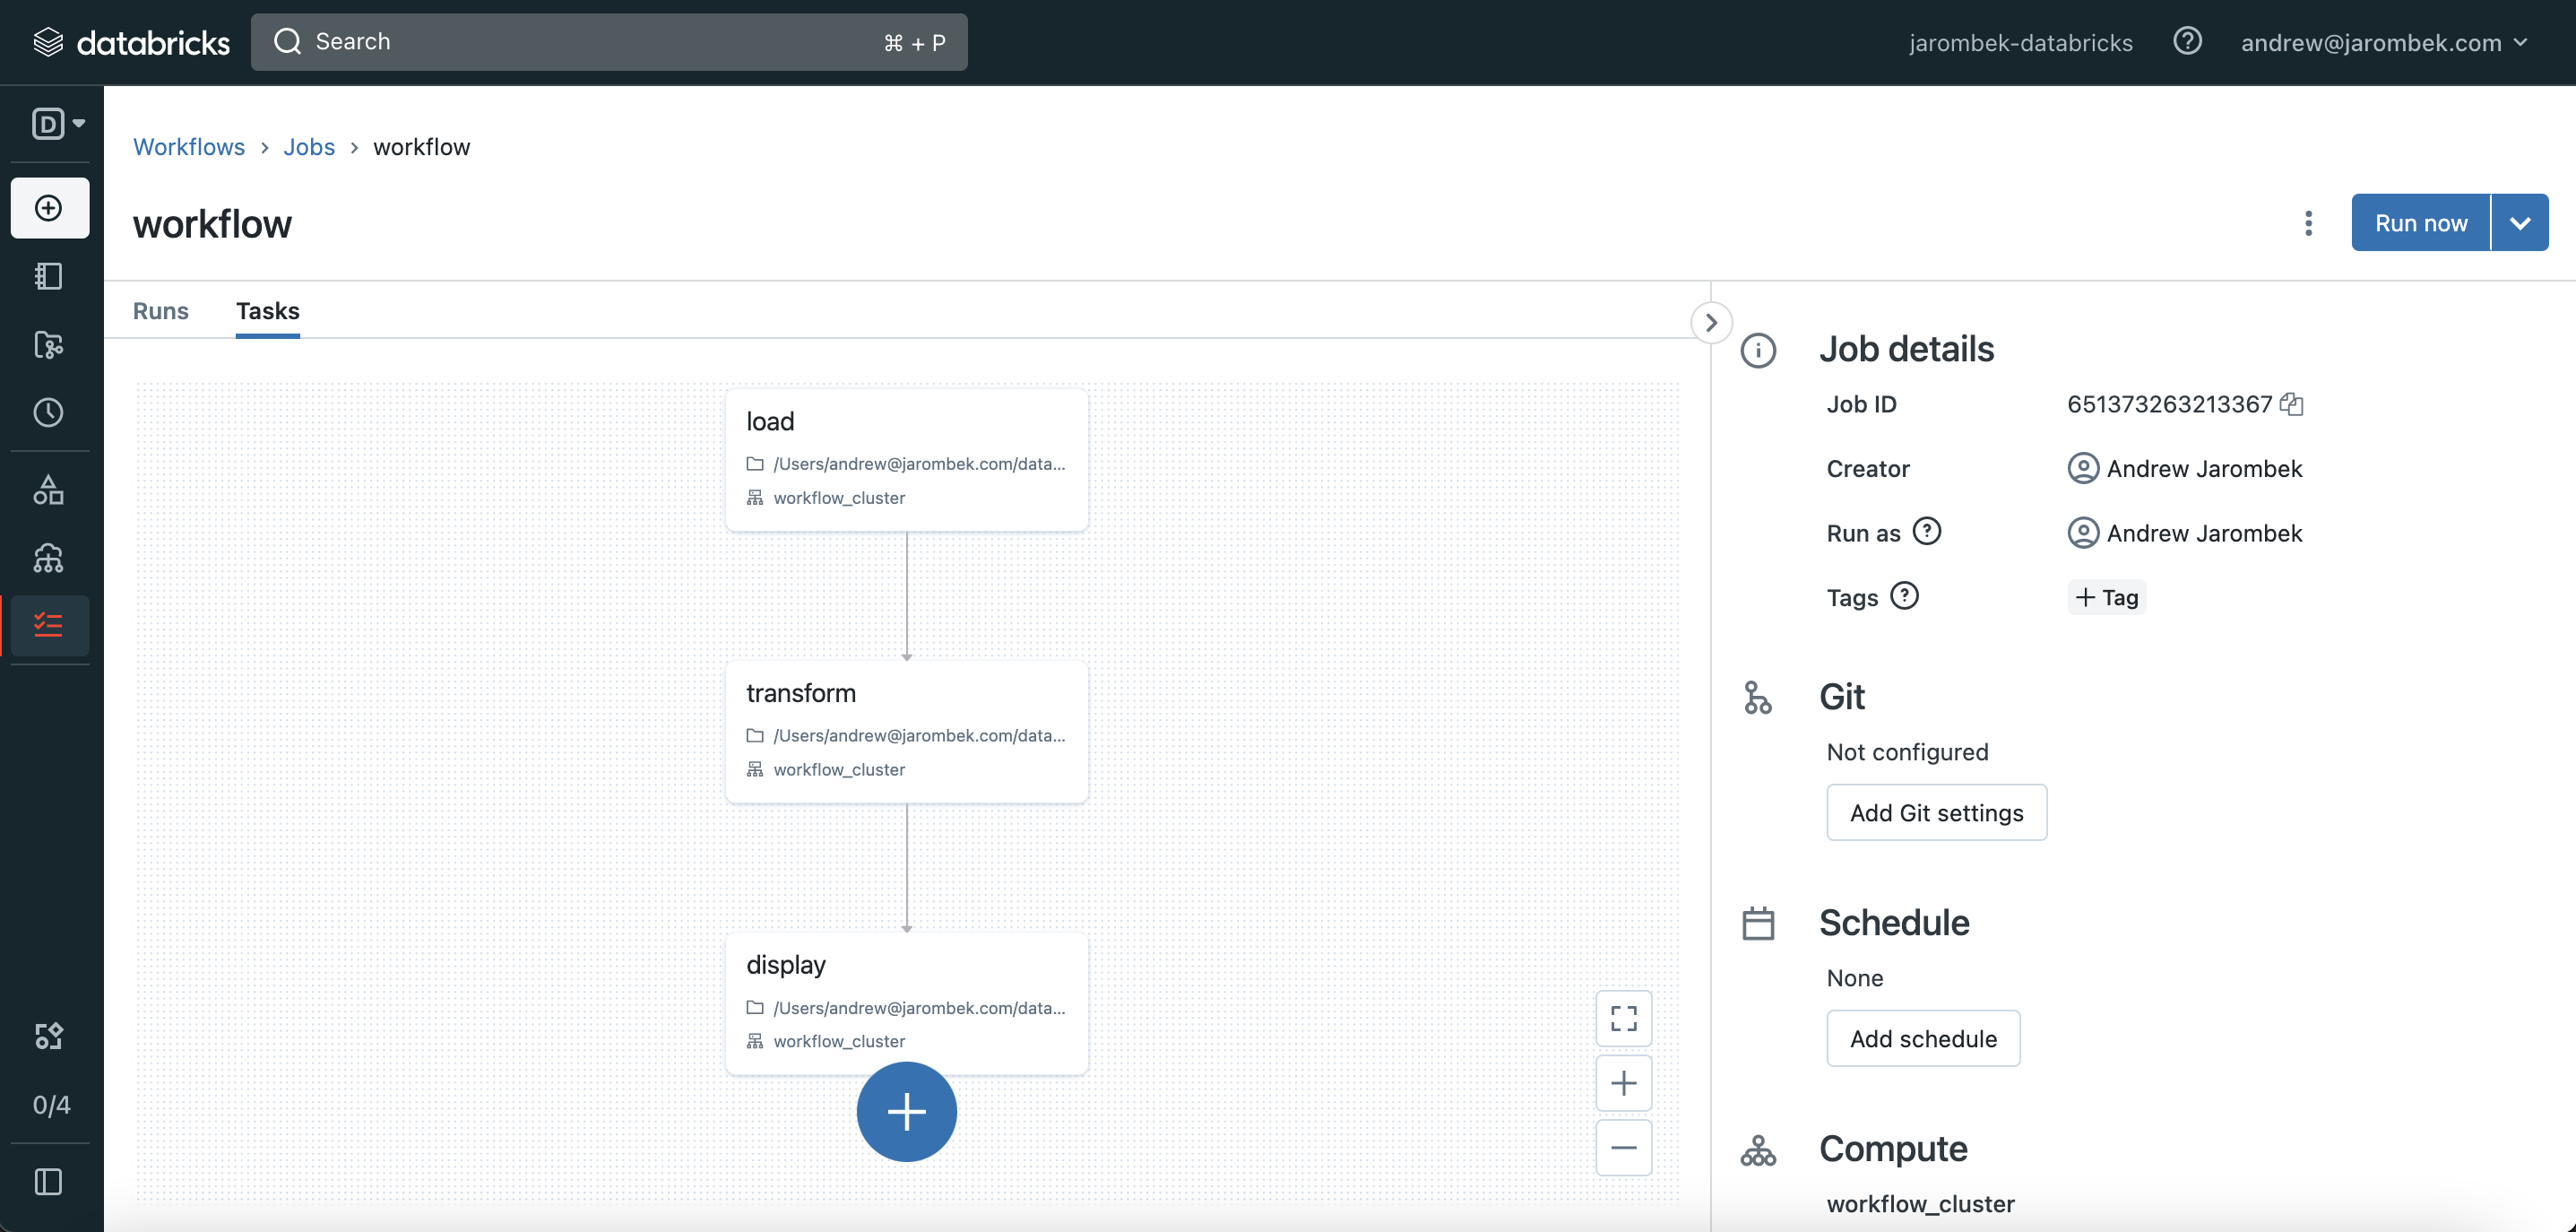 databricks
Search
⌘ + P
jarombek-databricks
andrew@jarombek.com
D
Workflows > Jobs > workflow
workflow
Run now
Runs
Tasks
load
/Users/andrew@jarombek.com/data...
workflow_cluster
transform
/Users/andrew@jarombek.com/data...
workflow_cluster
display
/Users/andrew@jarombek.com/data...
workflow_cluster
0/4
Job details
Job ID
651373263213367
Creator
Andrew Jarombek
Run as
Andrew Jarombek
Tags
+ Tag
Git
Not configured
Add Git settings
Schedule
None
Add schedule
Compute
workflow_cluster